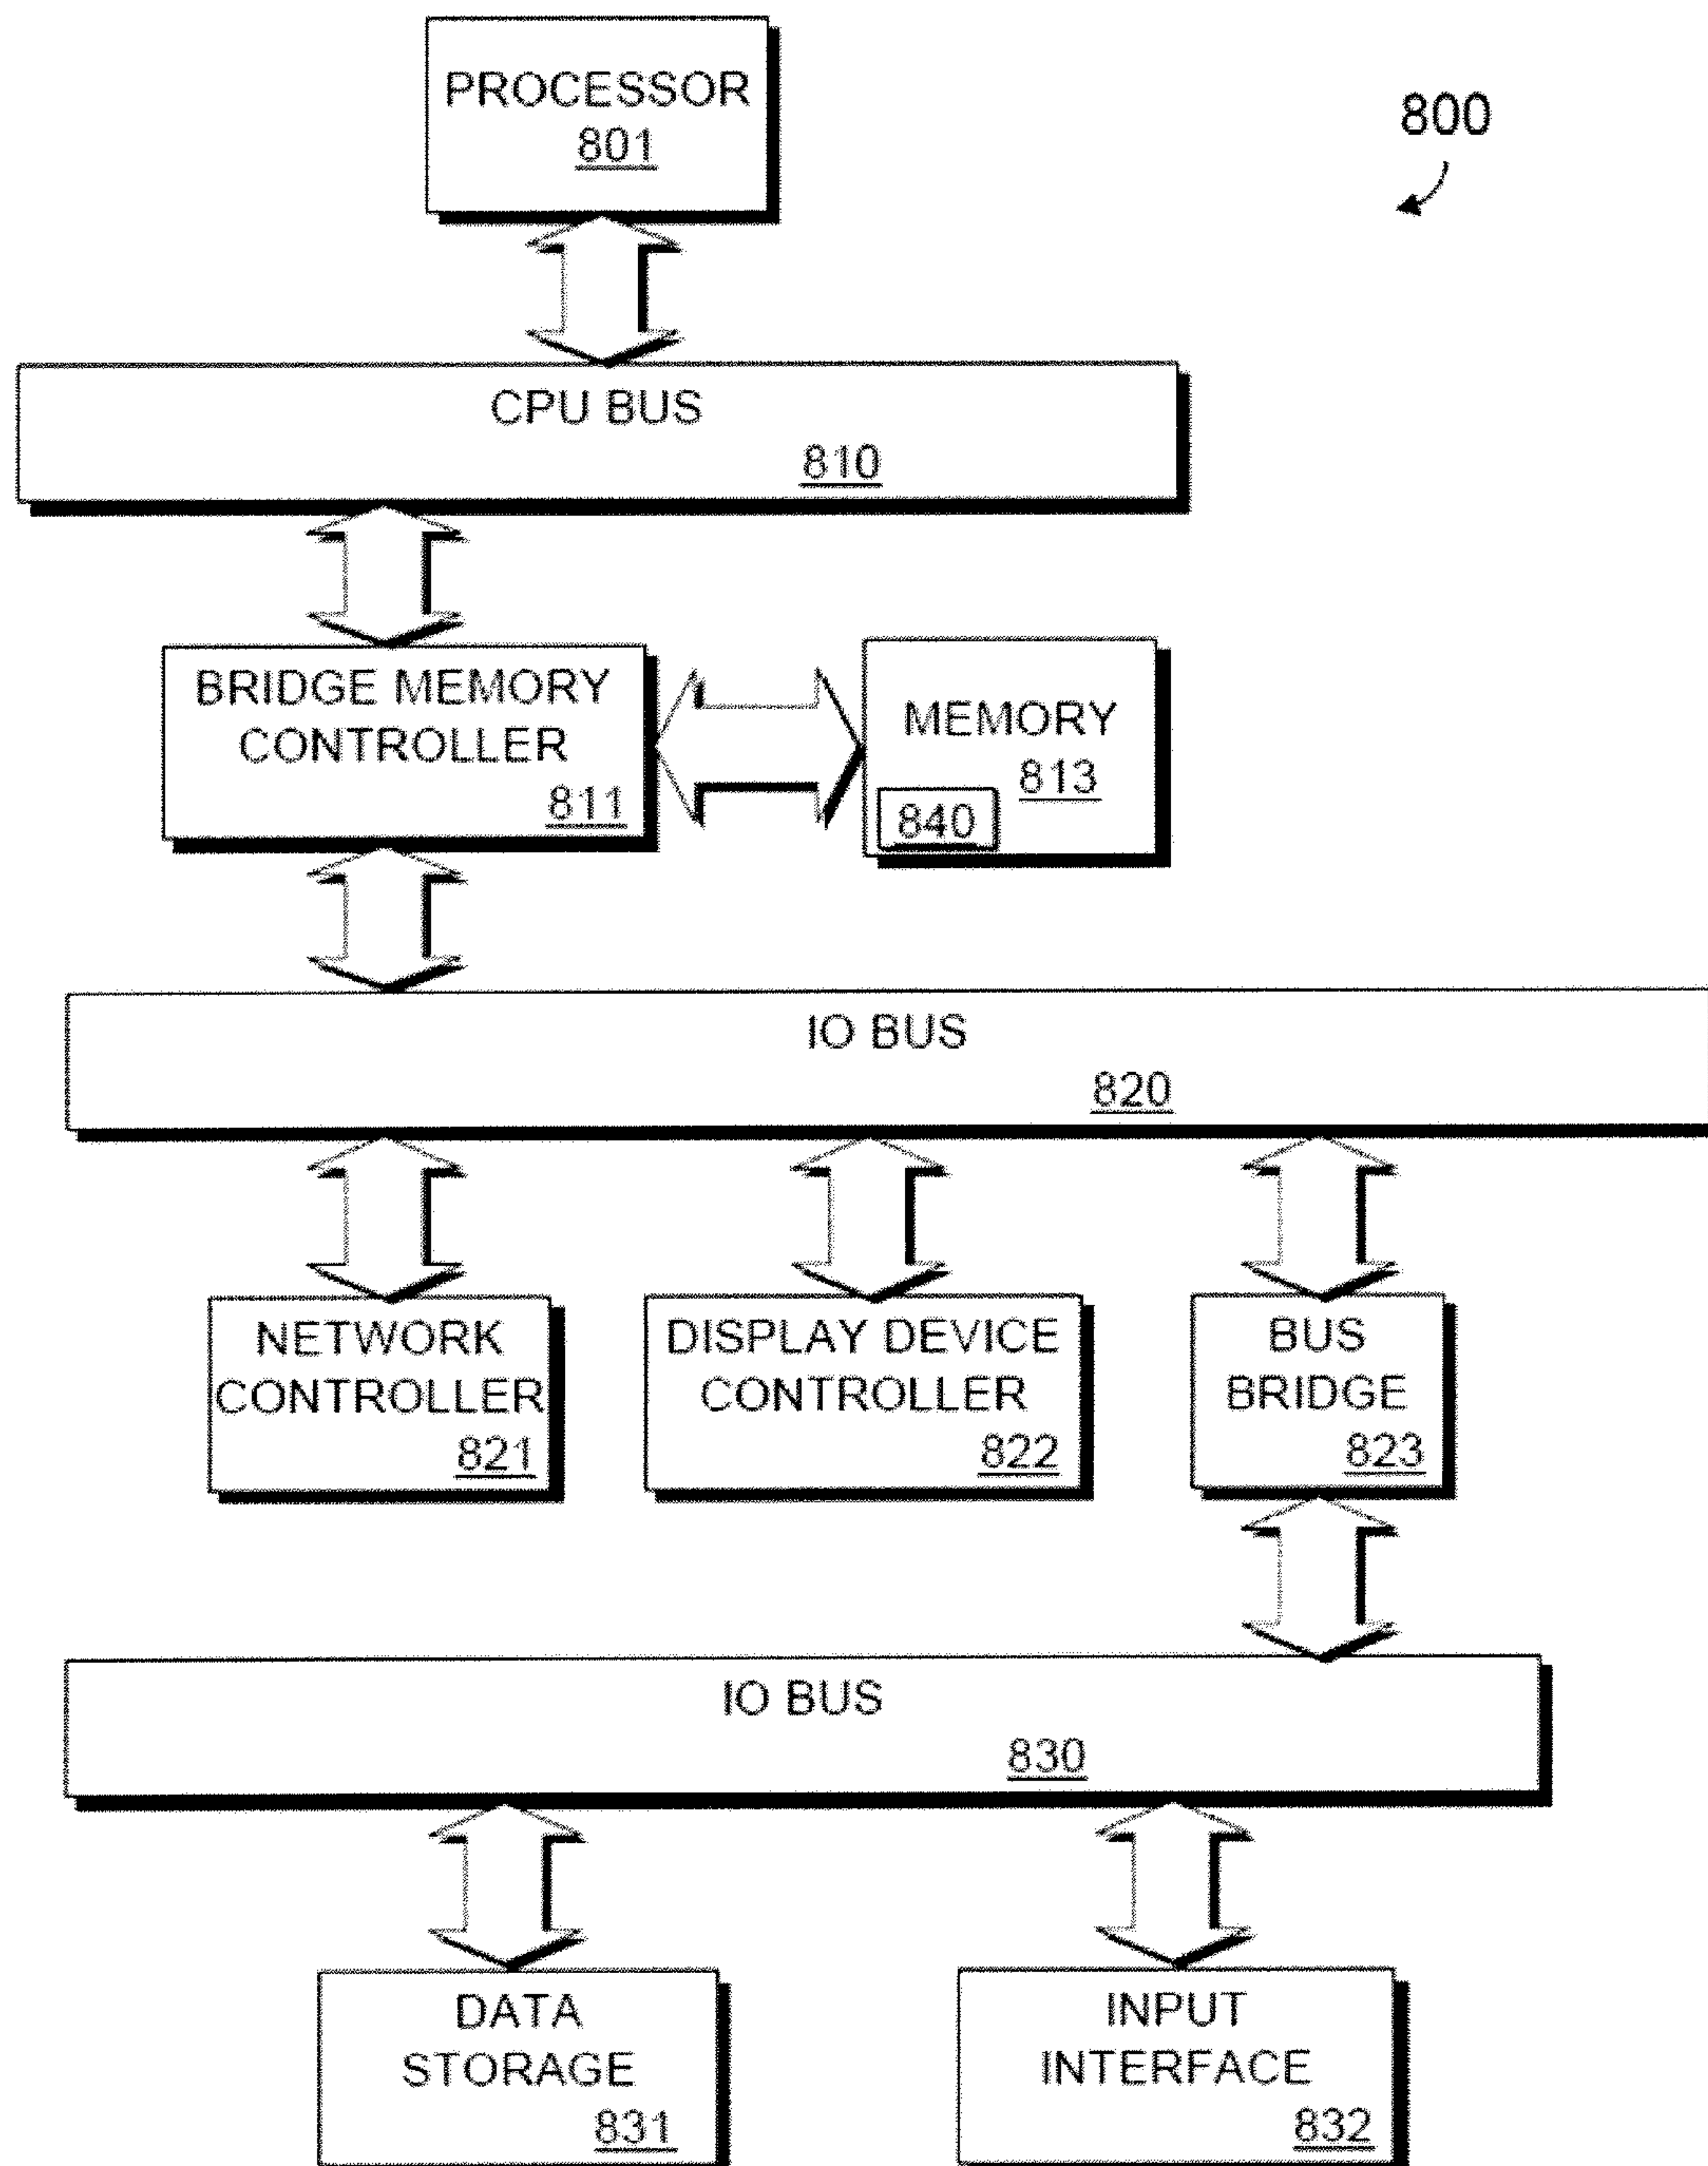 PROCESSOR
801
800
CPU BUS
810
BRIDGE MEMORY
CONTROLLER
811
MEMORY
813
840
IO BUS
820
NETWORK
CONTROLLER
821
DISPLAY DEVICE
CONTROLLER
822
BUS
BRIDGE
823
IO BUS
830
DATA
STORAGE
831
INPUT
INTERFACE
832